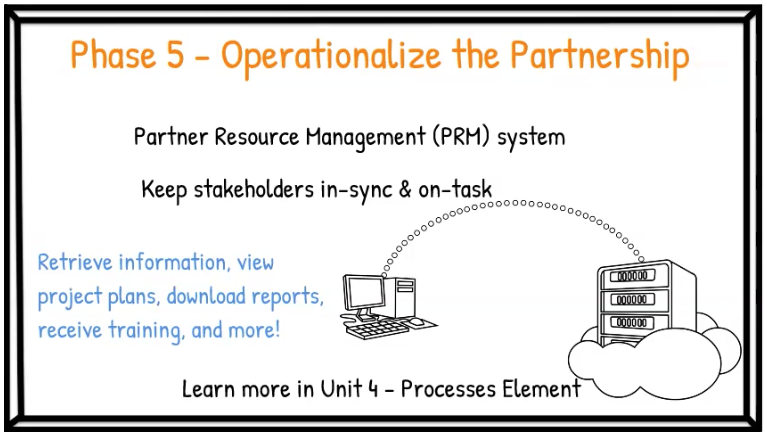 Phase 5 - Operationalize the Partnership
Partner Resource Management (PRM) system
Keep stakeholders in-sync & on-task
Retrieve information, view
project plans, download reports,
receive training, and more!
Learn more in Unit 4 - Processes Element